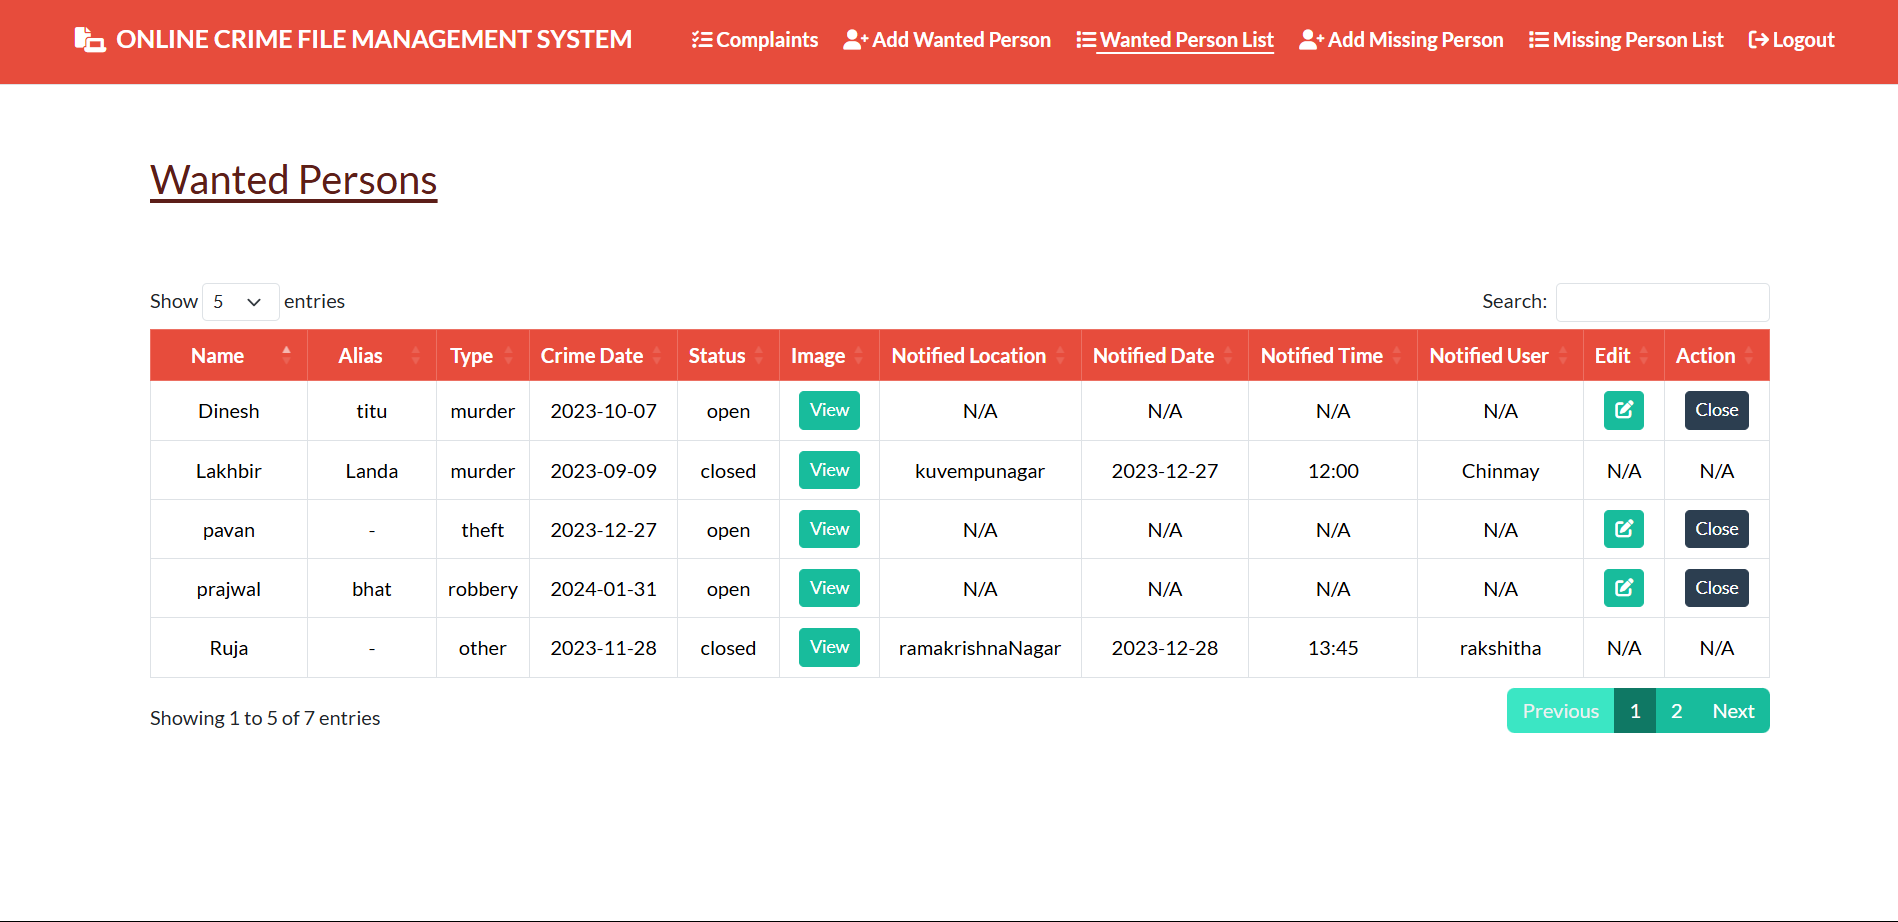 ONLINE CRIME FILE MANAGEMENT SYSTEM Complaints Add Wanted Person Wanted Person List Add Missing Person Missing Person List Logout
Wanted Persons
Show 5 entries Search:
Name Alias Type Crime Date Status Image Notified Location Notified Date Notified Time Notified User Edit Action
Dinesh titu murder 2023-10-07 open View N/A N/A N/A N/A Close
Lakhbir Landa murder 2023-09-09 closed View kuvempunagar 2023-12-27 12:00 Chinmay N/A N/A
pavan - theft 2023-12-27 open View N/A N/A N/A N/A Close
prajwal bhat robbery 2024-01-31 open View N/A N/A N/A N/A Close
Ruja - other 2023-11-28 closed View ramakrishnaNagar 2023-12-28 13:45 rakshitha N/A N/A
Showing 1 to 5 of 7 entries Previous 1 2 Next